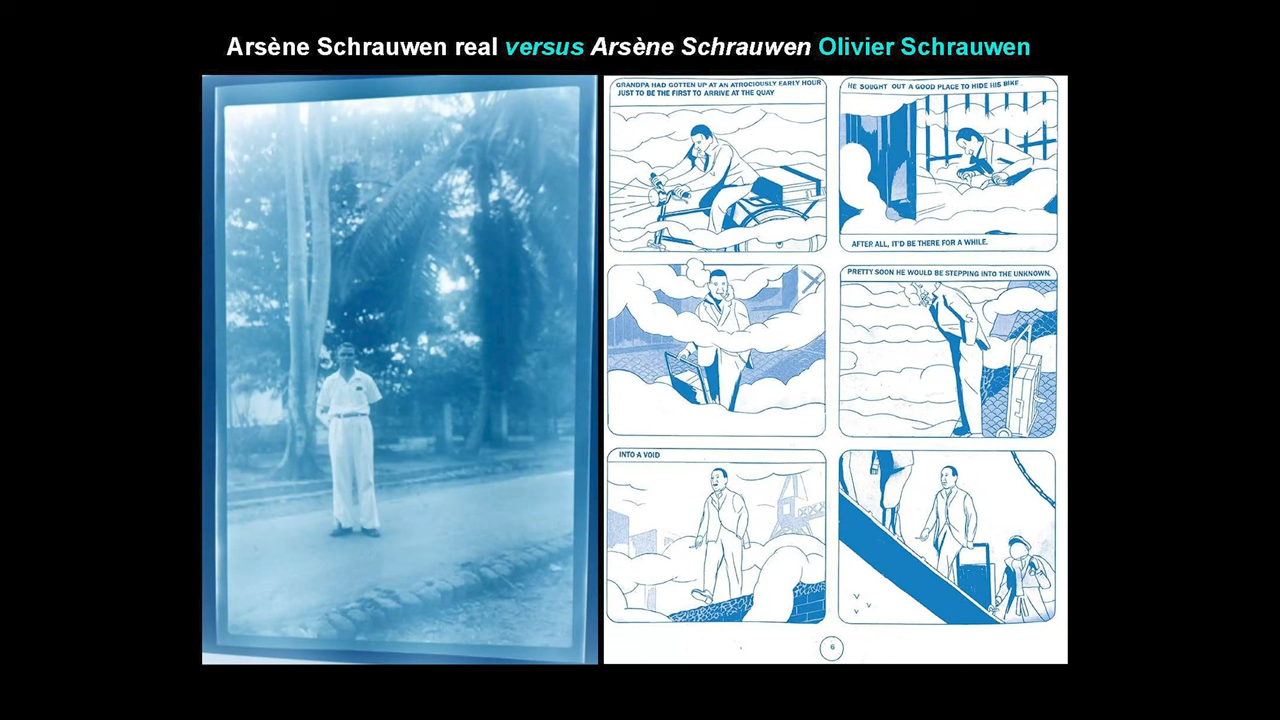 Arsène Schrauwen real versus Arsène Schrauwen Olivier Schrauwen
GRANDPA HAD GOTTEN UP AT AN ATROCIOUSLY EARLY HOUR
JUST TO BE THE FIRST TO ARRIVE AT THE QUAY
HE SOUGHT OUT A GOOD PLACE TO HIDE HIS BIKE.
AFTER ALL, IT'D BE THERE FOR A WHILE.
PRETTY SOON HE WOULD BE STEPPING INTO THE UNKNOWN.
INTO A VOID
6